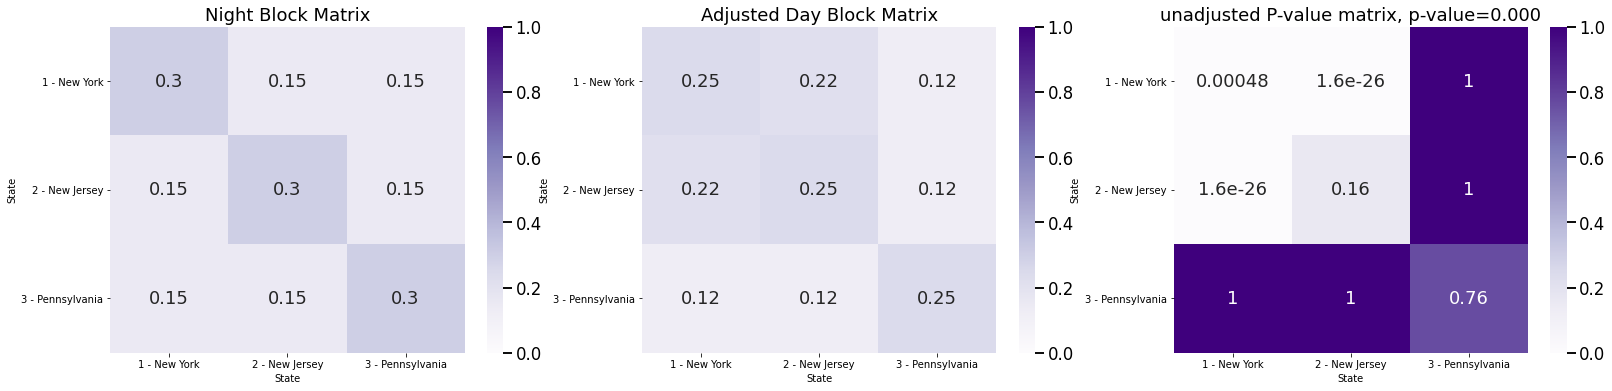 Night Block Matrix
1 - New York
2 - New Jersey
3 - Pennsylvania
State
0.3 0.15 0.15
0.15 0.3 0.15
0.15 0.15 0.3
1 - New York 2 - New Jersey 3 - Pennsylvania
State
1.0
0.8
0.6
0.4
0.2
0.0
Adjusted Day Block Matrix
1 - New York
2 - New Jersey
3 - Pennsylvania
State
0.25 0.22 0.12
0.22 0.25 0.12
0.12 0.12 0.25
1 - New York 2 - New Jersey 3 - Pennsylvania
State
1.0
0.8
0.6
0.4
0.2
0.0
unadjusted P-value matrix, p-value=0.000
1 - New York
2 - New Jersey
3 - Pennsylvania
State
0.00048 1.6e-26 1
1.6e-26 0.16 1
1 1 0.76
1 - New York 2 - New Jersey 3 - Pennsylvania
State
1.0
0.8
0.6
0.4
0.2
0.0